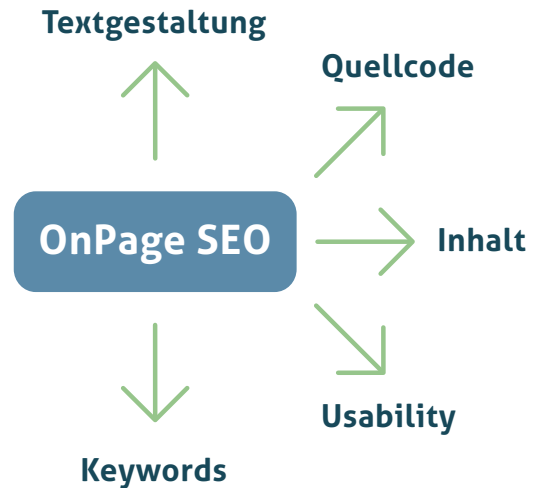 Textgestaltung
Quellcode
OnPage SEO
Inhalt
Usability
Keywords